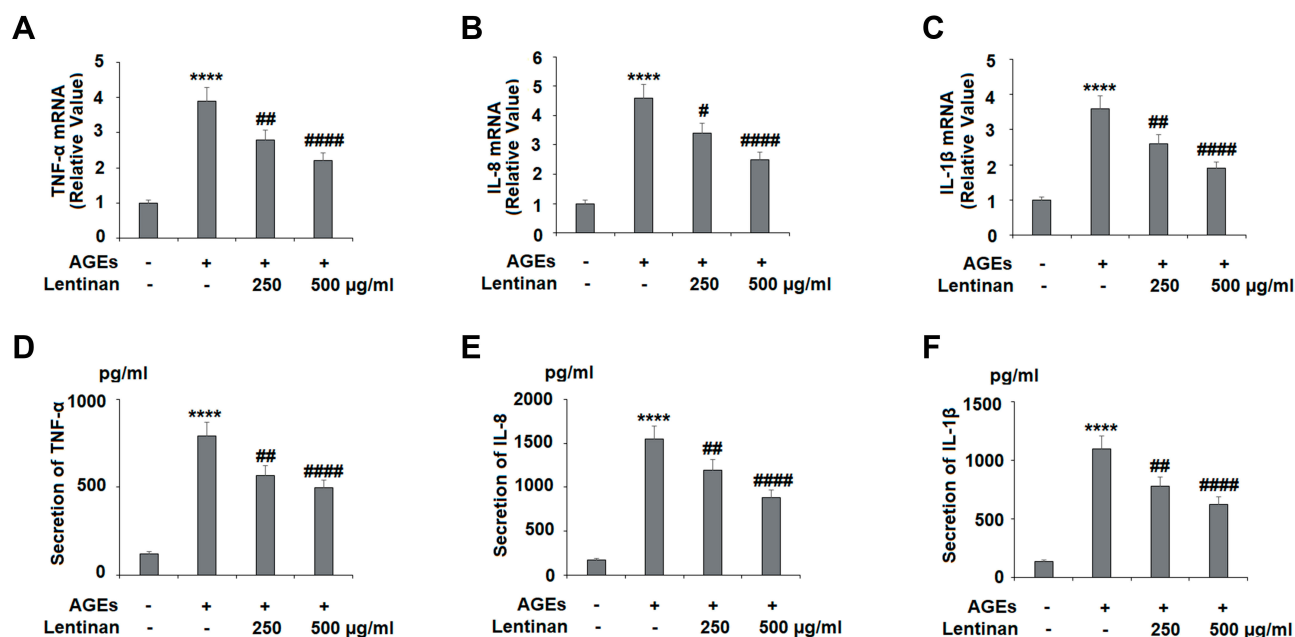 A
B
C
TNF-α mRNA
(Relative Value)
5
4
3
2
1
0
****
##
####
AGEs - + + +
Lentinan - - 250 500 µg/ml
IL-8 mRNA
(Relative Value)
6
5
4
3
2
1
0
****
#
####
AGEs - + + +
Lentinan - - 250 500 µg/ml
IL-1β mRNA
(Relative Value)
5
4
3
2
1
0
****
##
####
AGEs - + + +
Lentinan - - 250 500 µg/ml
D
E
F
pg/ml
Secretion of TNF-α
1000
500
0
****
##
####
AGEs - + + +
Lentinan - - 250 500 µg/ml
pg/ml
Secretion of IL-8
2000
1500
1000
500
0
****
##
####
AGEs - + + +
Lentinan - - 250 500 µg/ml
pg/ml
Secretion of IL-1β
1500
1000
500
0
****
##
####
AGEs - + + +
Lentinan - - 250 500 µg/ml